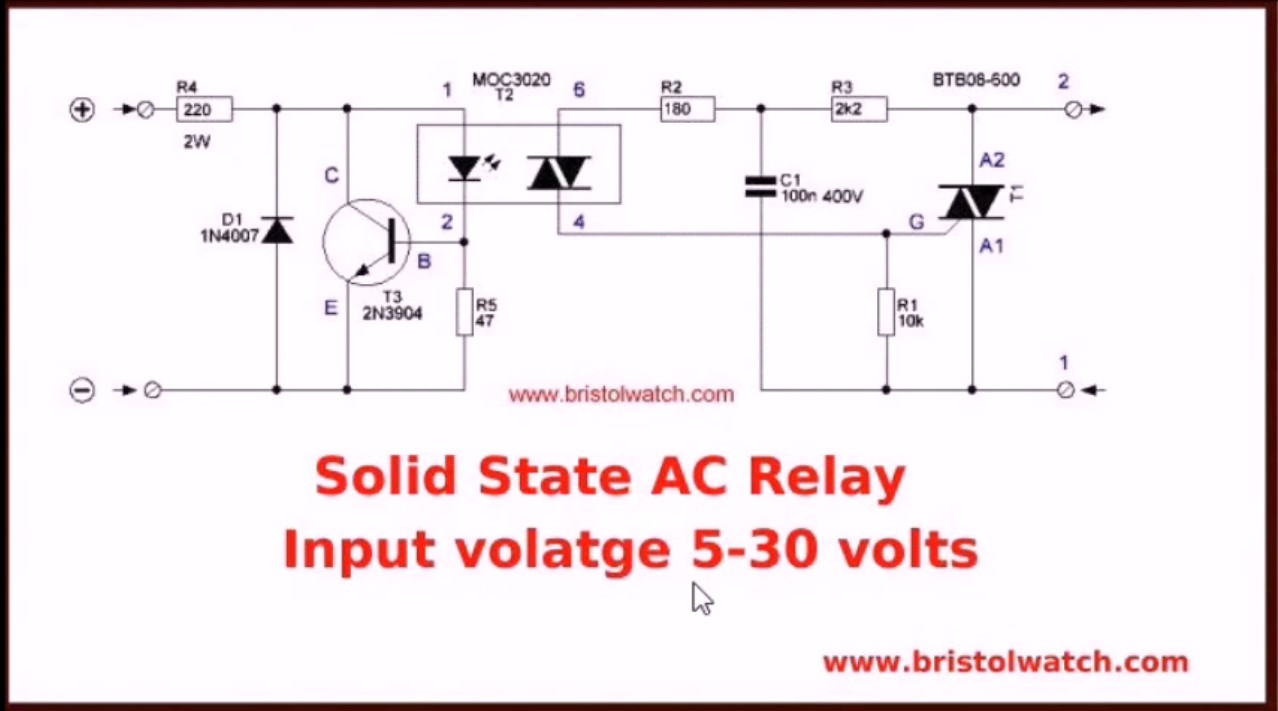 R4
220
2W
1
MOC3020
T2
6
R2
180
R3
2k2
BTB06-600
2
C
D1
1N4007
B
E
T3
2N3904
2
R5
47
4
C1
100n 400V
A2
T1
G
A1
R1
10k
1
www.bristolwatch.com
Solid State AC Relay
Input volatge 5-30 volts
www.bristolwatch.com